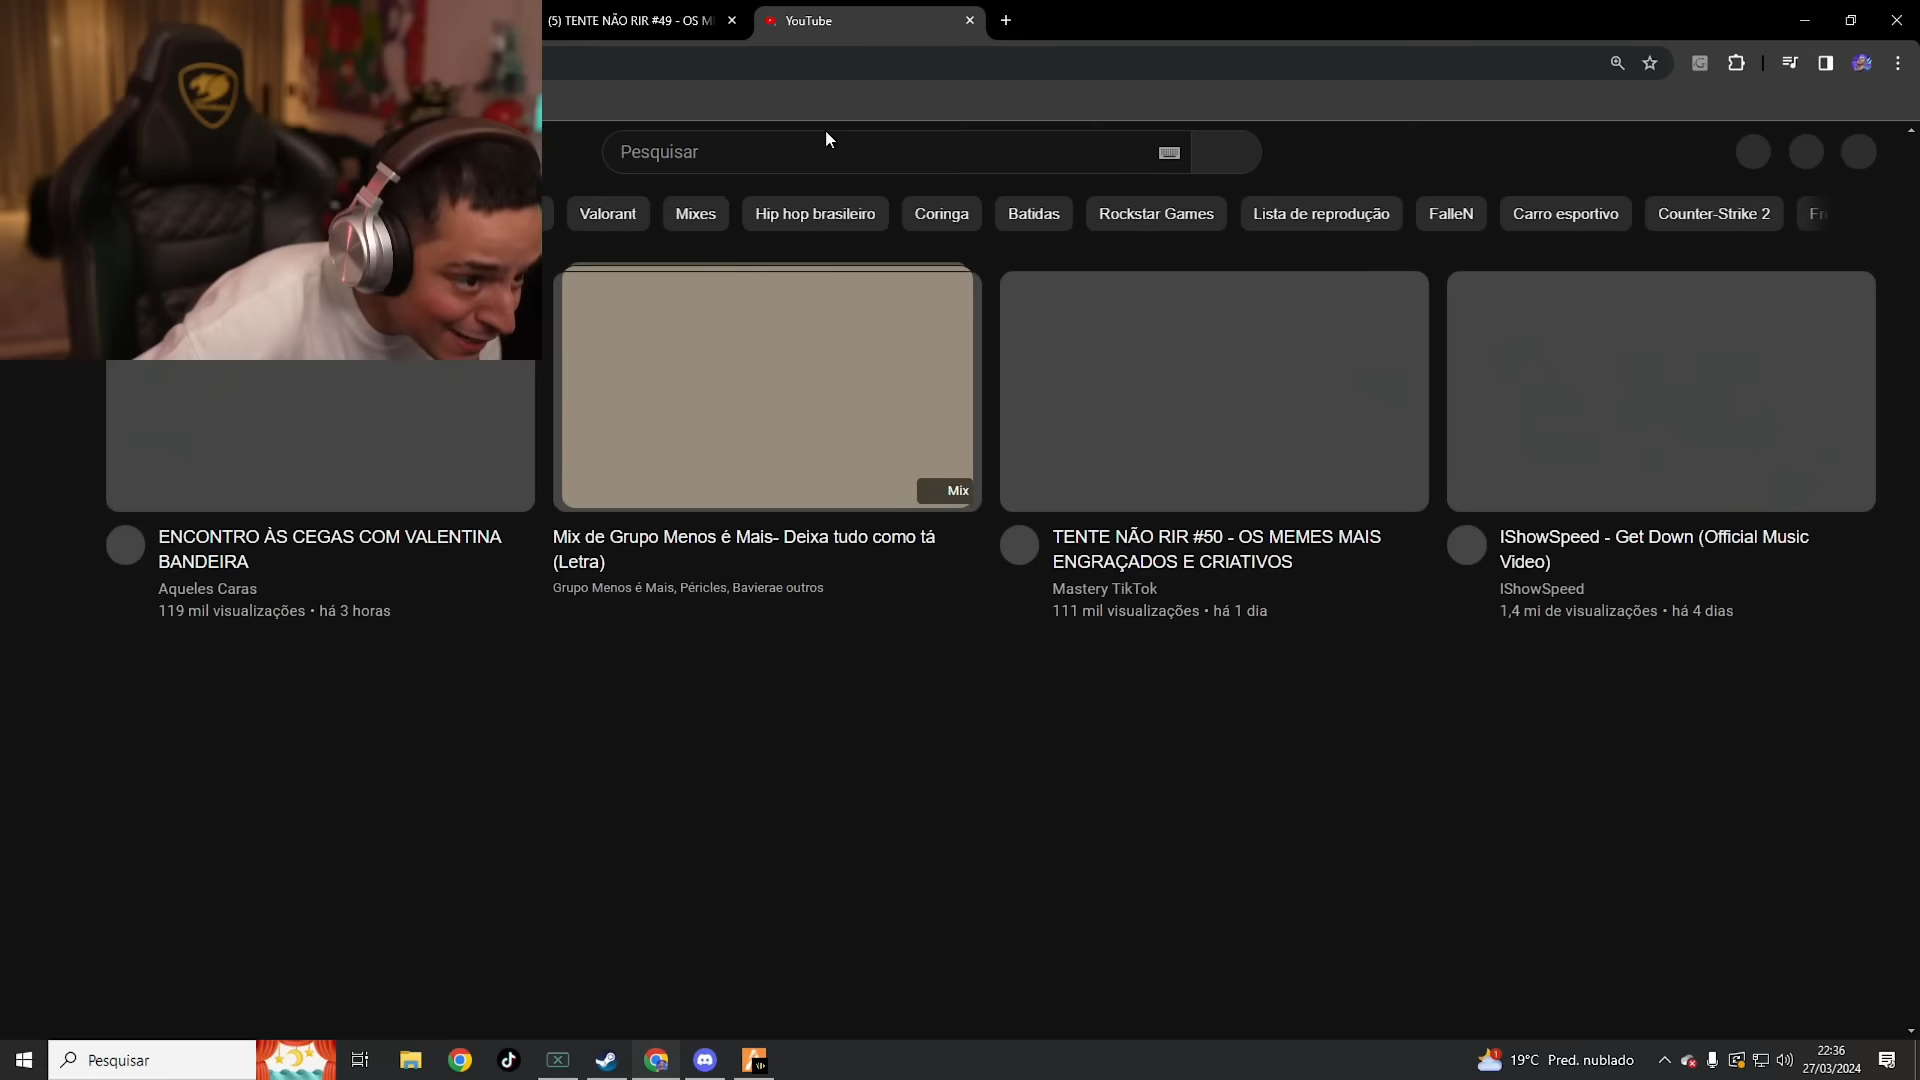 (5) TENTE NÃO RIR #49 - OS M
YouTube
Pesquisar
Valorant
Mixes
Hip hop brasileiro
Coringa
Batidas
Rockstar Games
Lista de reprodução
FalleN
Carro esportivo
Counter-Strike 2
Mix
ENCONTRO ÀS CEGAS COM VALENTINA
BANDEIRA
Aqueles Caras
119 mil visualizações • há 3 horas
Mix de Grupo Menos é Mais- Deixa tudo como tá
(Letra)
Grupo Menos é Mais, Péricles, Bavierae outros
TENTE NÃO RIR #50 - OS MEMES MAIS
ENGRAÇADOS E CRIATIVOS
Mastery TikTok
111 mil visualizações • há 1 dia
IShowSpeed - Get Down (Official Music
Video)
IShowSpeed
1,4 mi de visualizações • há 4 dias
Pesquisar
1
19°C Pred. nublado
22:36
27/03/2024